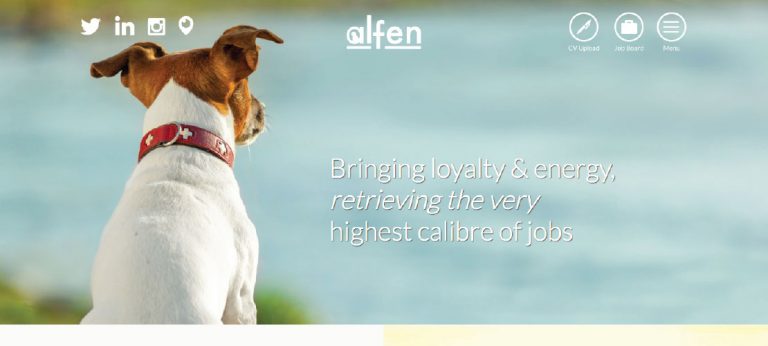 alfen
CV Upload
Job Board
Menu
Bringing loyalty & energy,
retrieving the very
highest calibre of jobs